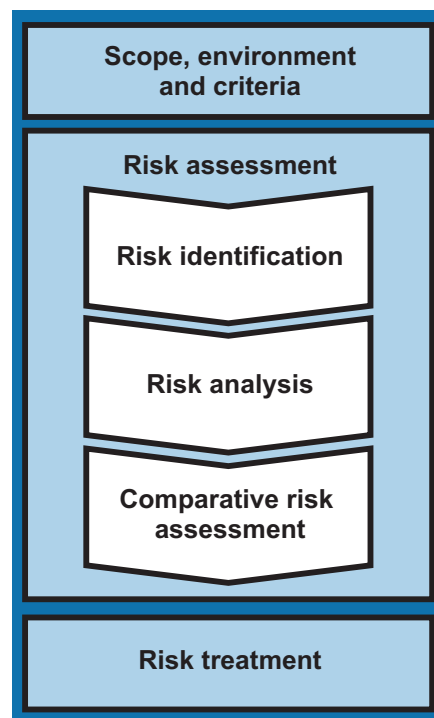 Scope, environment
and criteria
Risk assessment
Risk identification
Risk analysis
Comparative risk
assessment
Risk treatment